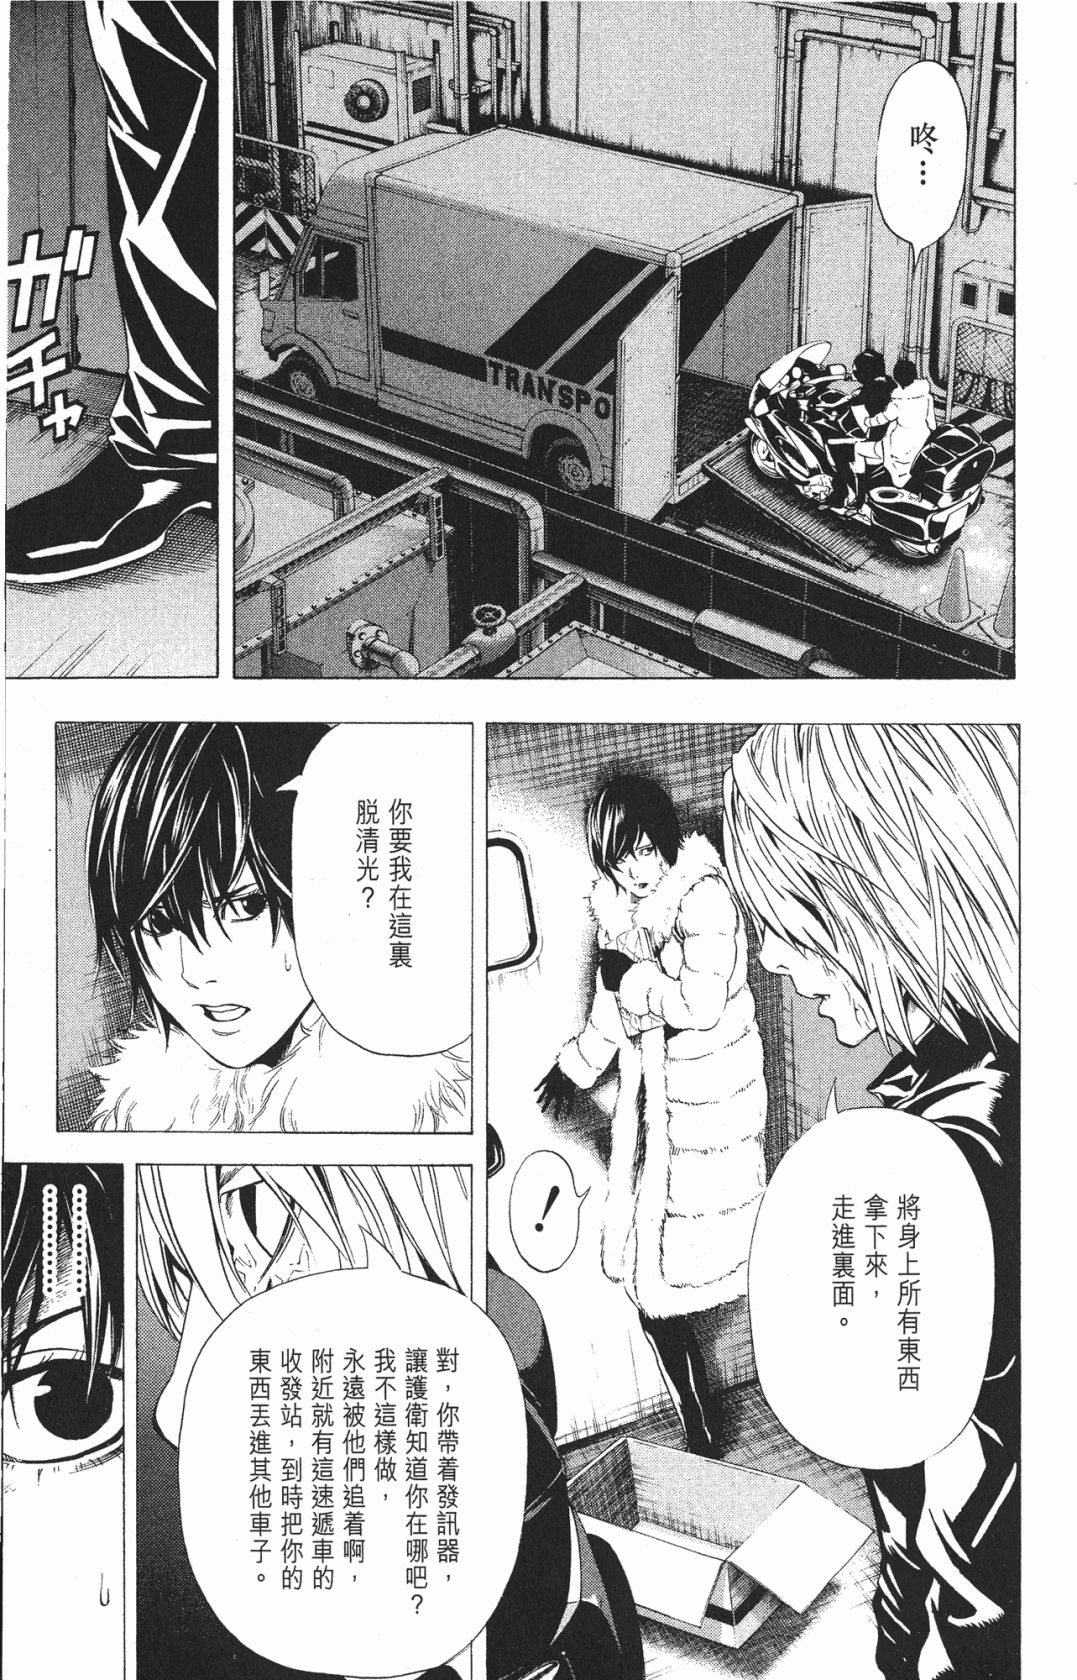 咚…
TRANSPO
ガチャ
將身上所有東西
拿下來，
走進裏面。
！
你要我在這裏
脱清光？
對，你帶着發訊器，
讓護衛知道你在哪吧？
我不這樣做，
永遠被他們追着啊，
附近就有這速遞車的
收發站，到時把你的
東西丟進其他車子。
…………